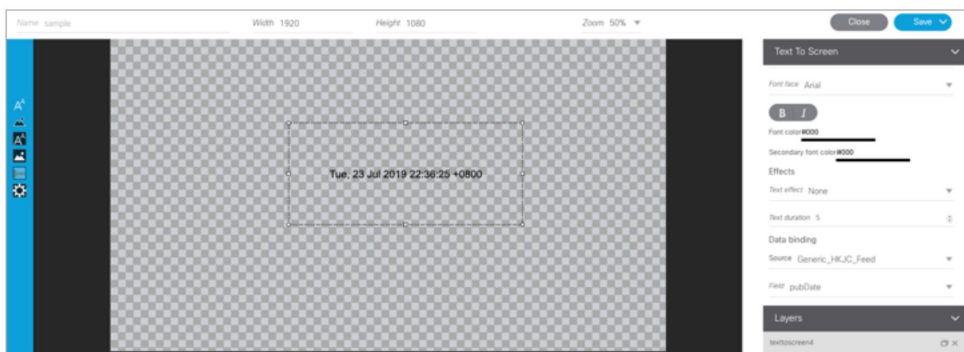 Name sample Width 1920 Height 1080 Zoom 50% Close Save
Text To Screen
Font face Arial
B I
Font color#000
Secondary font color#000
Effects
Text effect None
Text duration 5
Data binding
Source Generic_HKJC_Feed
Field pubDate
Layers
texttoscreen4
Tue, 23 Jul 2019 22:36:25 +0800
A A
A A